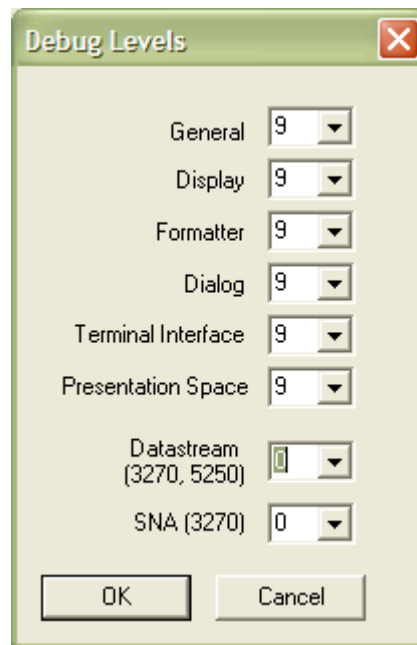 Debug Levels
General 9
Display 9
Formatter 9
Dialog 9
Terminal Interface 9
Presentation Space 9
Datastream
(3270, 5250) 0
SNA (3270) 0
OK Cancel